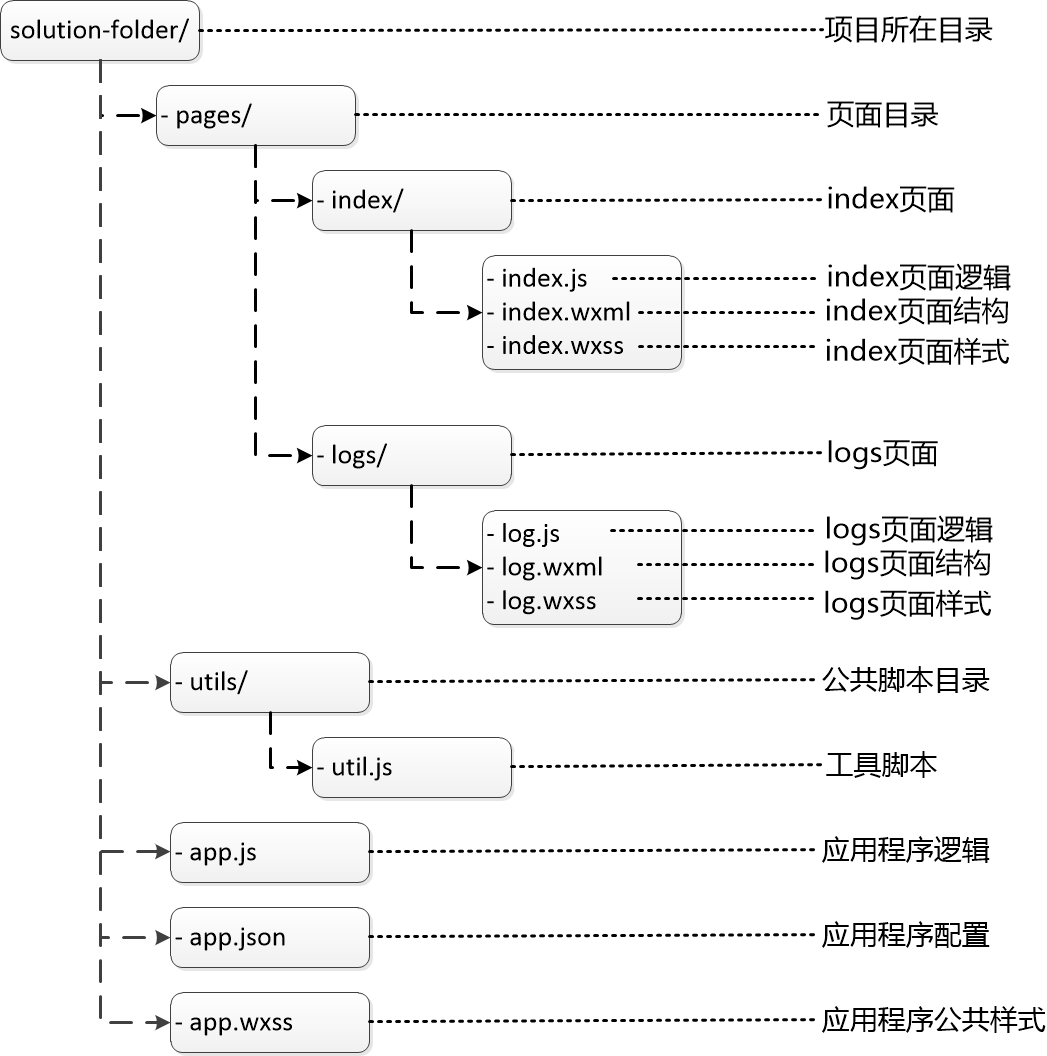 solution-folder/ 项目所在目录
- pages/ 页面目录
- index/ index页面
- index.js index页面逻辑
- index.wxml index页面结构
- index.wxss index页面样式
- logs/ logs页面
- log.js logs页面逻辑
- log.wxml logs页面结构
- log.wxss logs页面样式
- utils/ 公共脚本目录
- util.js 工具脚本
- app.js 应用程序逻辑
- app.json 应用程序配置
- app.wxss 应用程序公共样式